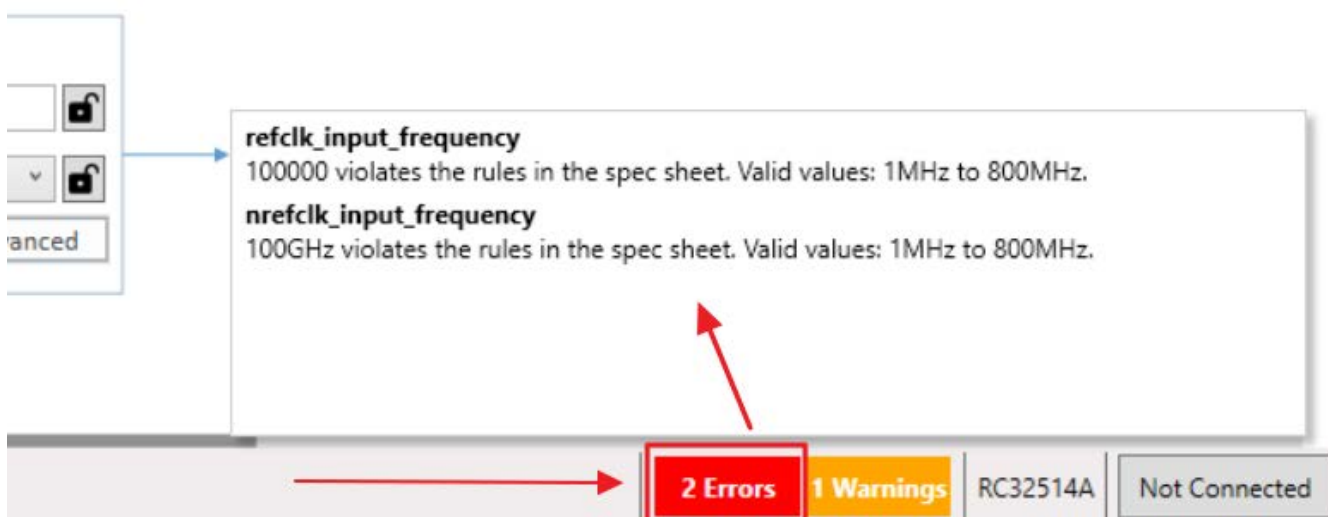 refclk_input_frequency
100000 violates the rules in the spec sheet. Valid values: 1MHz to 800MHz.
nrefclk_input_frequency
100GHz violates the rules in the spec sheet. Valid values: 1MHz to 800MHz.
vanced
2 Errors
1 Warnings
RC32514A
Not Connected